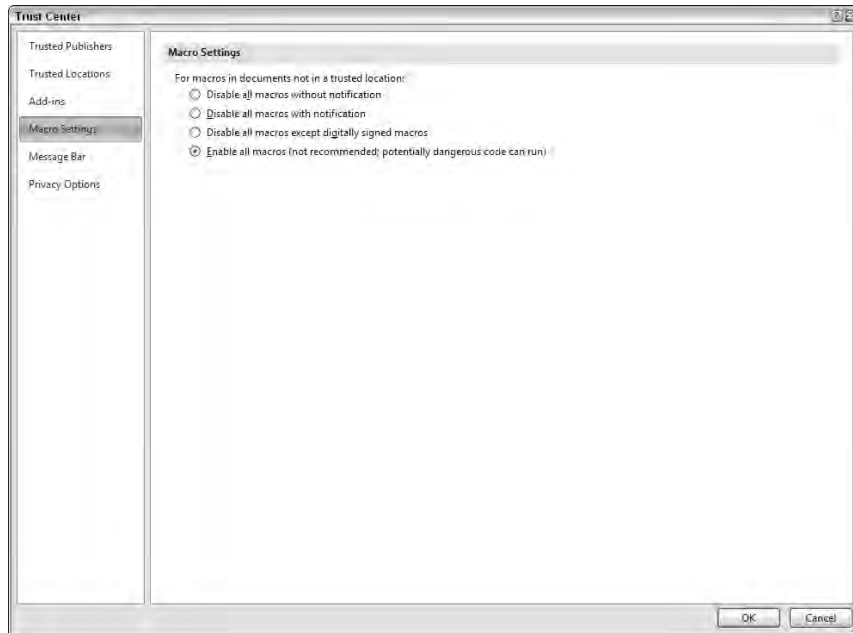 Trust Center
Trusted Publishers
Trusted Locations
Add-ins
Macro Settings
Message Bar
Privacy Options
Macro Settings
For macros in documents not in a trusted location:
Disable all macros without notification
Disable all macros with notification
Disable all macros except digitally signed macros
Enable all macros (not recommended; potentially dangerous code can run)
OK
Cancel